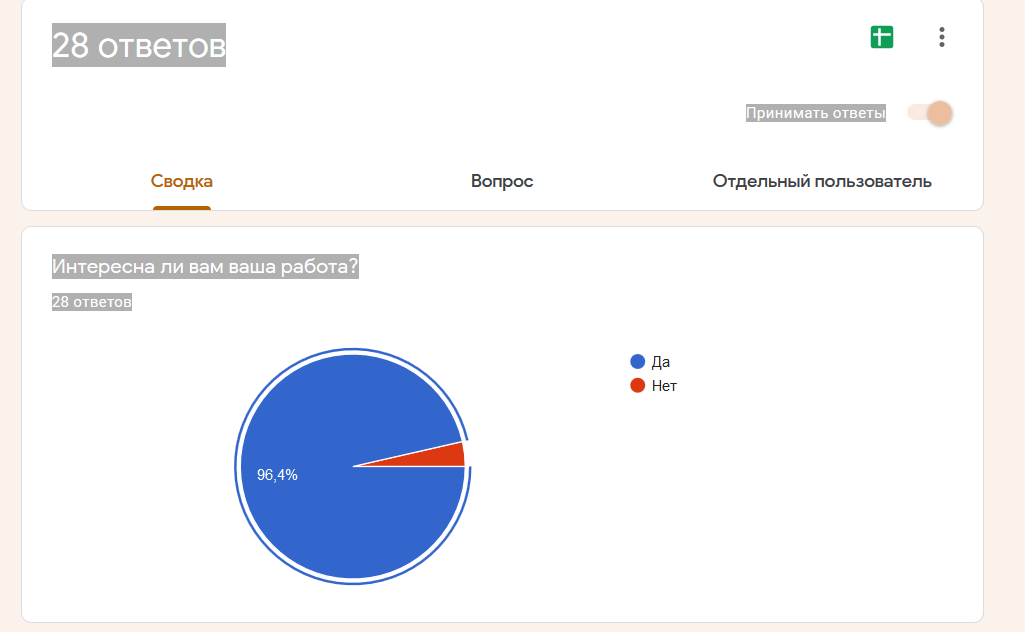 28 ответов
Принимать ответы
Сводка Вопрос Отдельный пользователь
Интересна ли вам ваша работа?
28 ответов
Да
Нет
96,4%